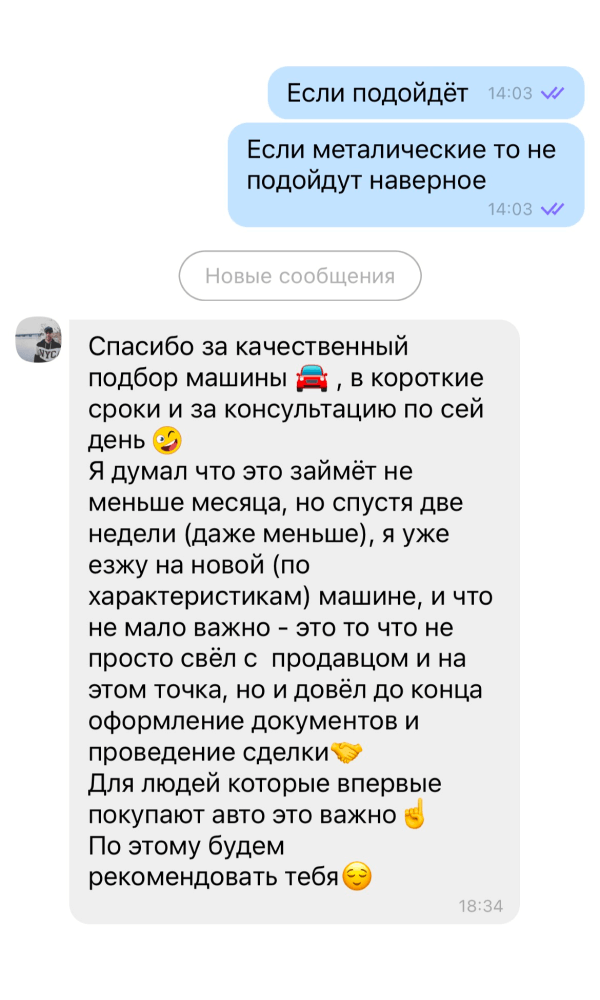 Если подойдёт 14:03
Если металические то не
подойдут наверное
14:03
Новые сообщения
NYC
Спасибо за качественный
подбор машины 🚘 , в короткие
сроки и за консультацию по сей
день 🤪
Я думал что это займёт не
меньше месяца, но спустя две
недели (даже меньше), я уже
езжу на новой (по
характеристикам) машине, и что
не мало важно - это то что не
просто свёл с  продавцом и на
этом точка, но и довёл до конца
оформление документов и
проведение сделки🤝
Для людей которые впервые
покупают авто это важно ☝️
По этому будем
рекомендовать тебя😌
18:34